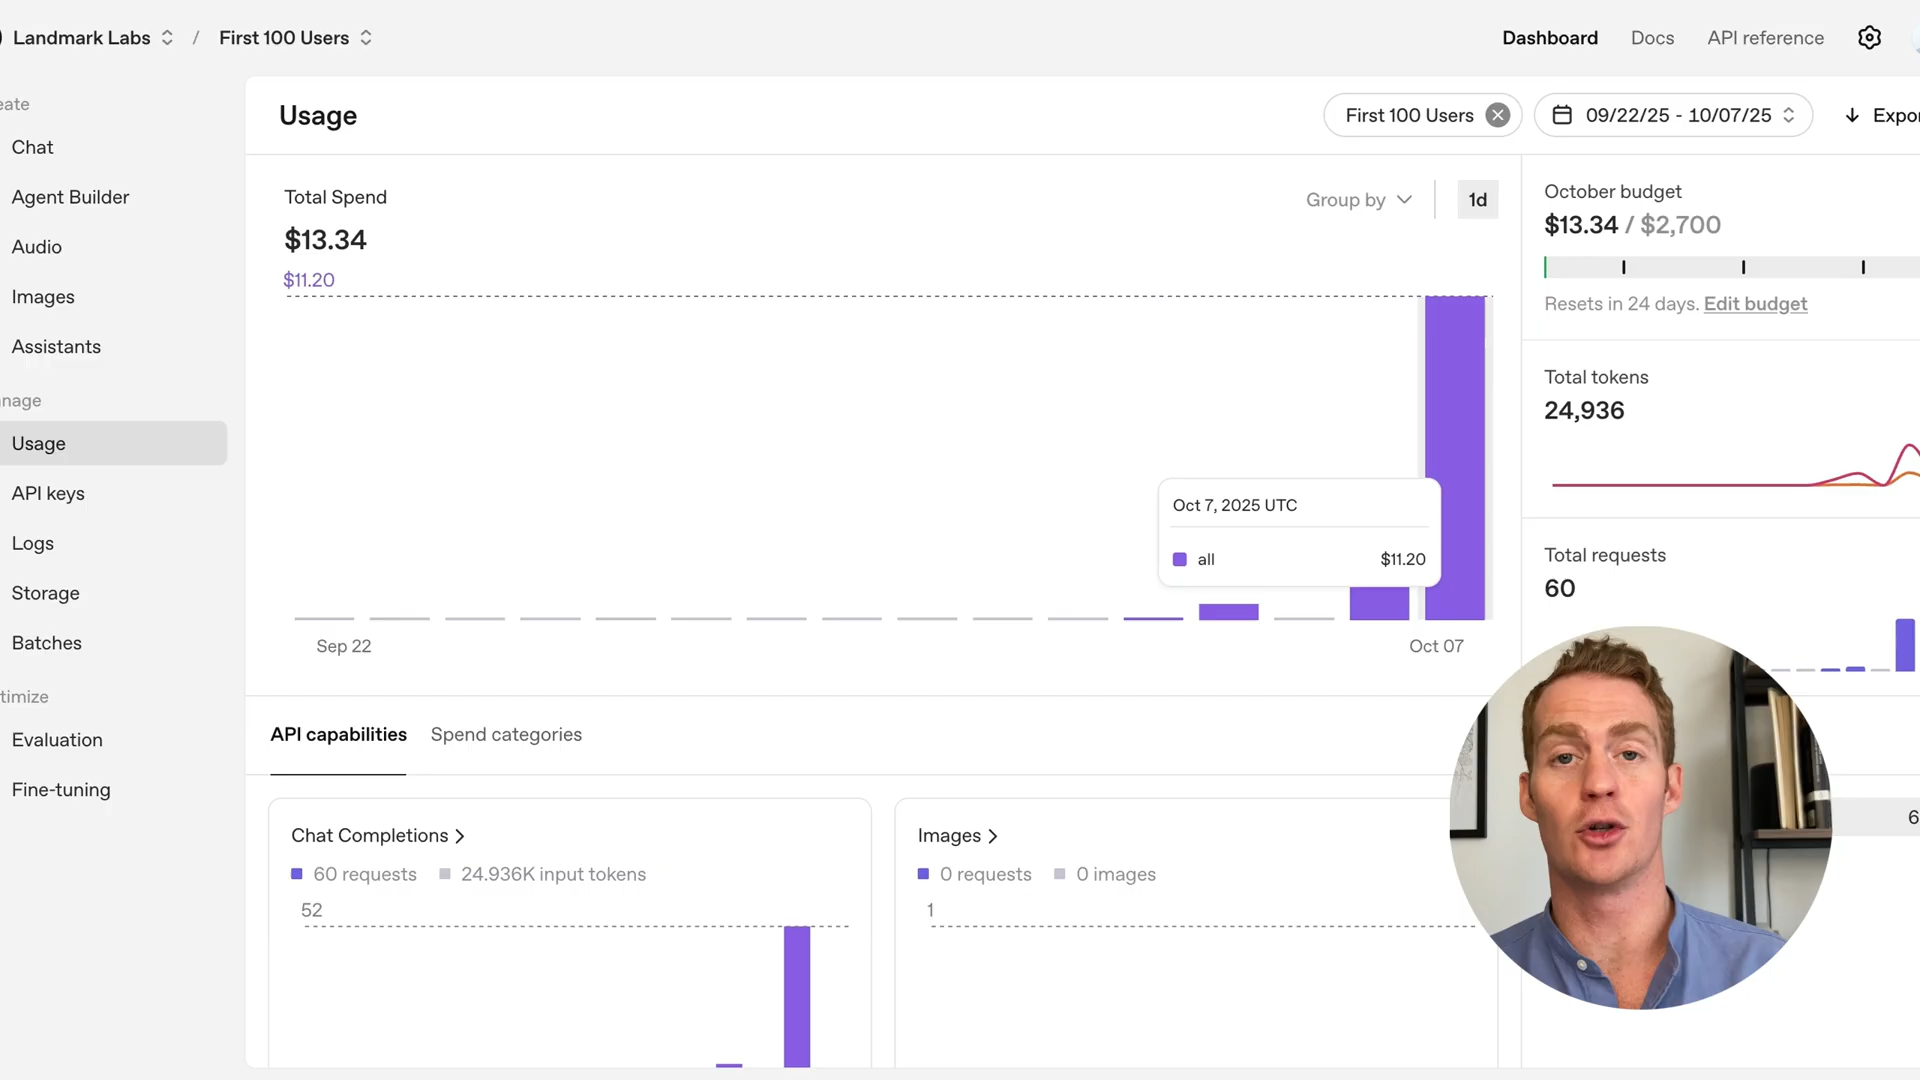 Landmark Labs / First 100 Users
Dashboard
Docs
API reference
eate
Chat
Agent Builder
Audio
Images
Assistants
nage
Usage
API keys
Logs
Storage
Batches
timize
Evaluation
Fine-tuning
Usage
First 100 Users
09/22/25 - 10/07/25
Expor
Total Spend
$13.34
$11.20
Group by
1d
Oct 7, 2025 UTC
all $11.20
Sep 22
Oct 07
October budget
$13.34 / $2,700
Resets in 24 days. Edit budget
Total tokens
24,936
Total requests
60
6
API capabilities
Spend categories
Chat Completions
60 requests 24.936K input tokens
52
Images
0 requests 0 images
1